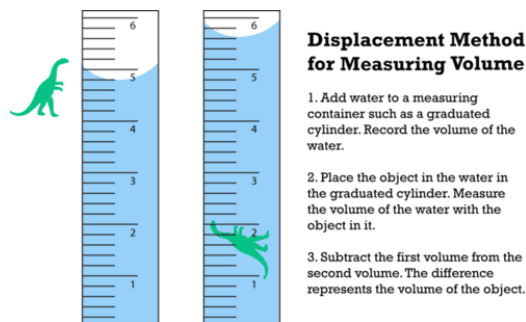 6
5
4
3
2
1
6
5
4
3
2
1
Displacement Method
for Measuring Volume
1. Add water to a measuring
container such as a graduated
cylinder. Record the volume of the
water.
2. Place the object in the water in
the graduated cylinder. Measure
the volume of the water with the
object in it.
3. Subtract the first volume from the
second volume. The difference
represents the volume of the object.